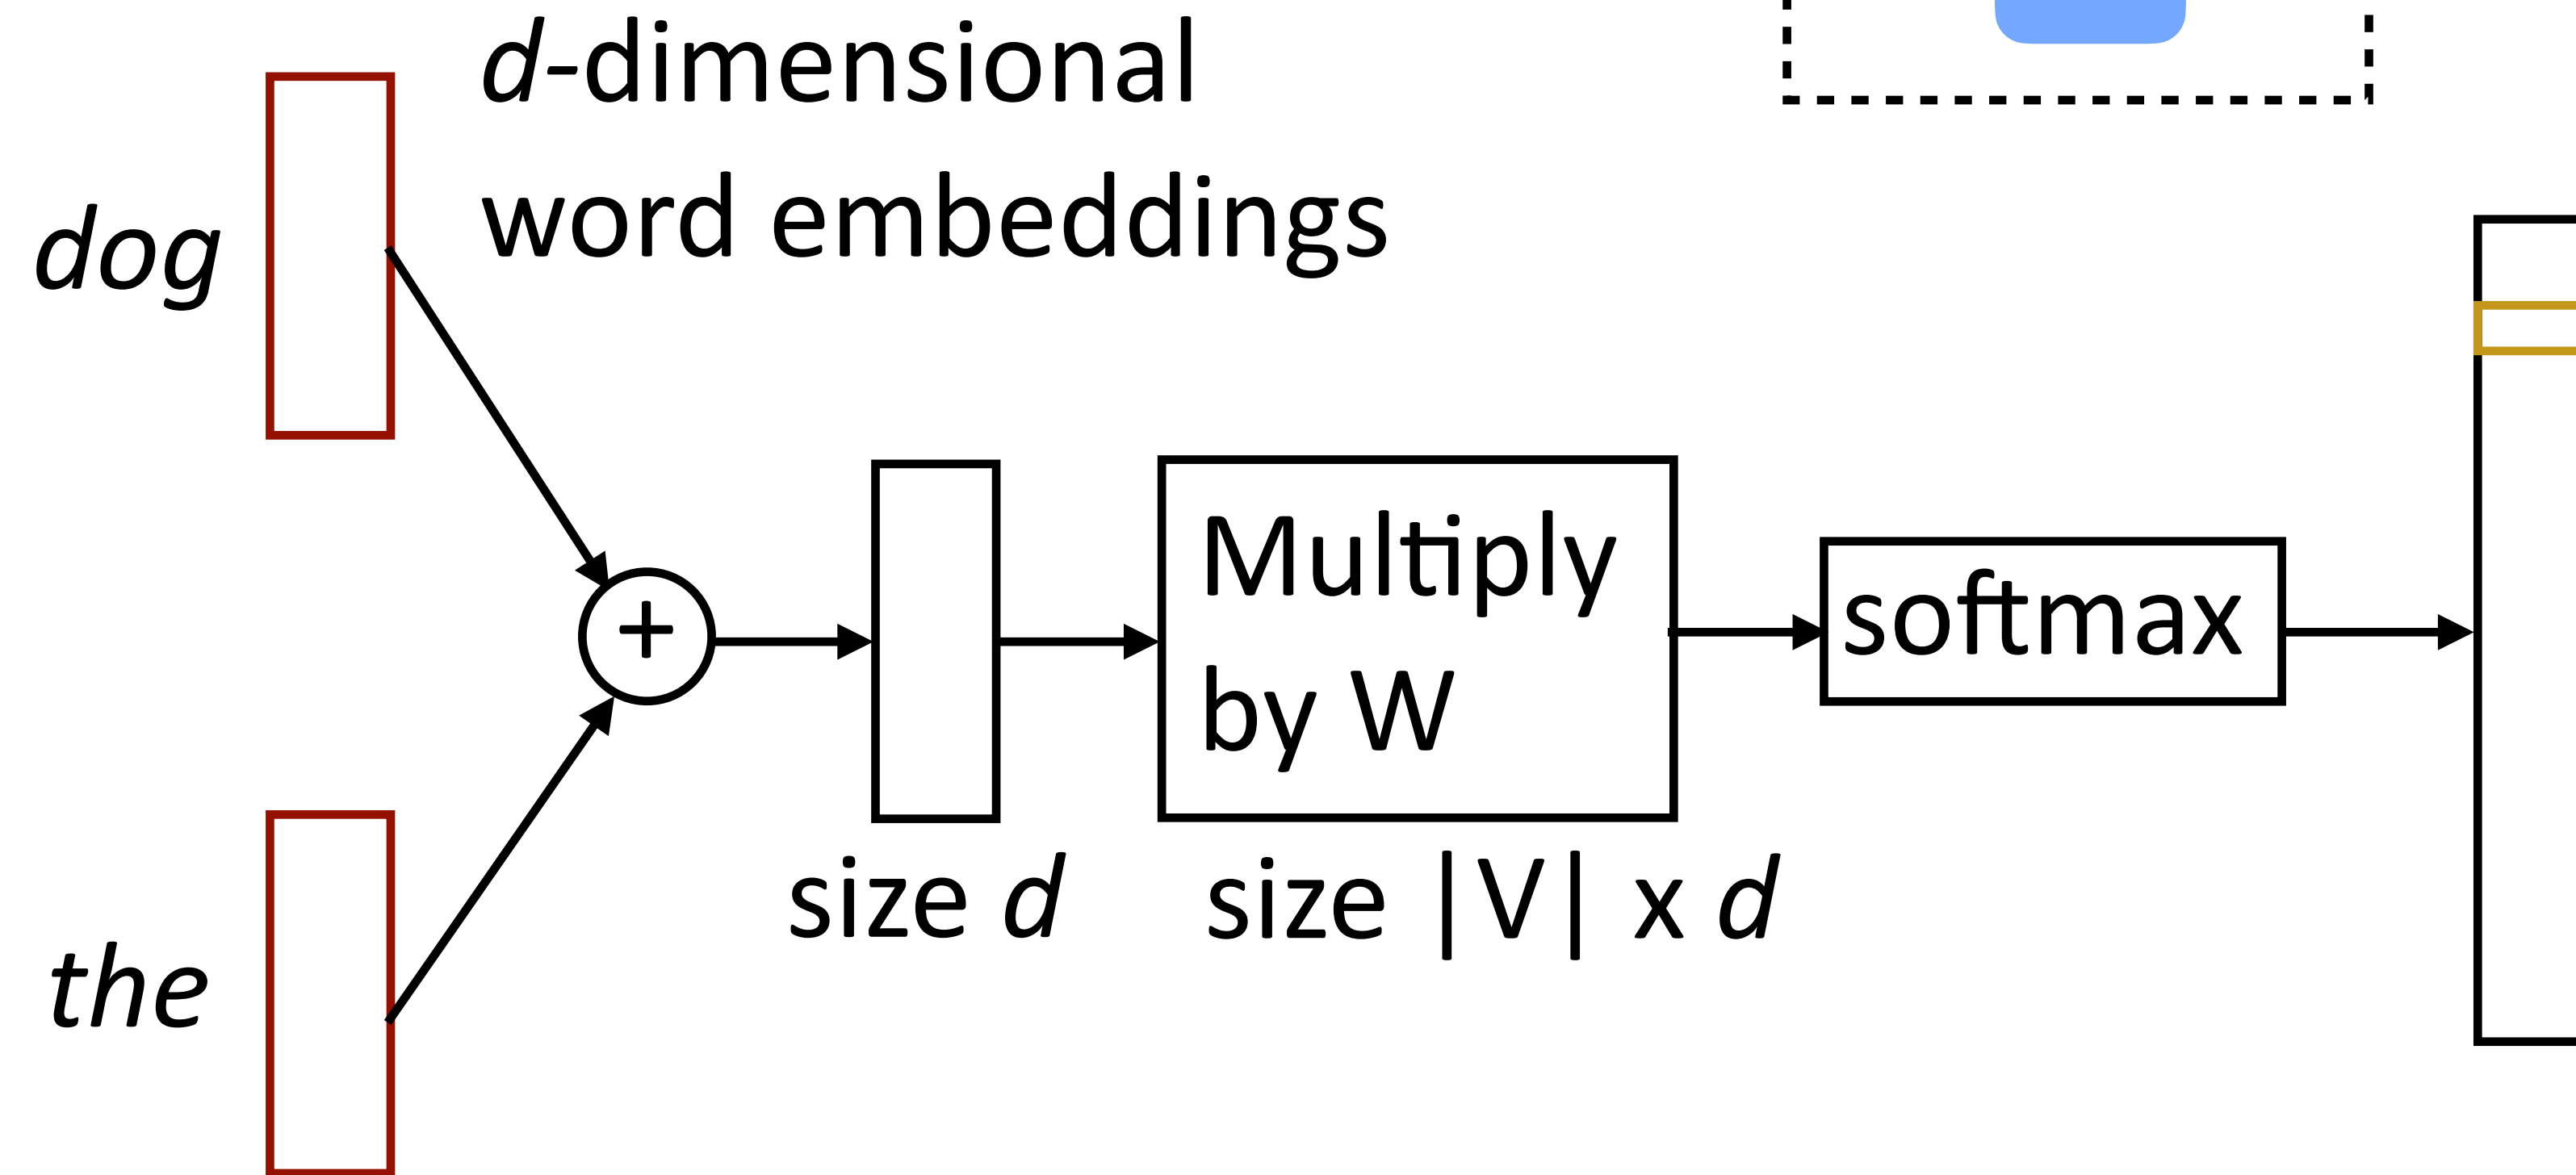 d-dimensional
word embeddings
dog
+
Multiply
by W
softmax
size d
size |V| x d
the